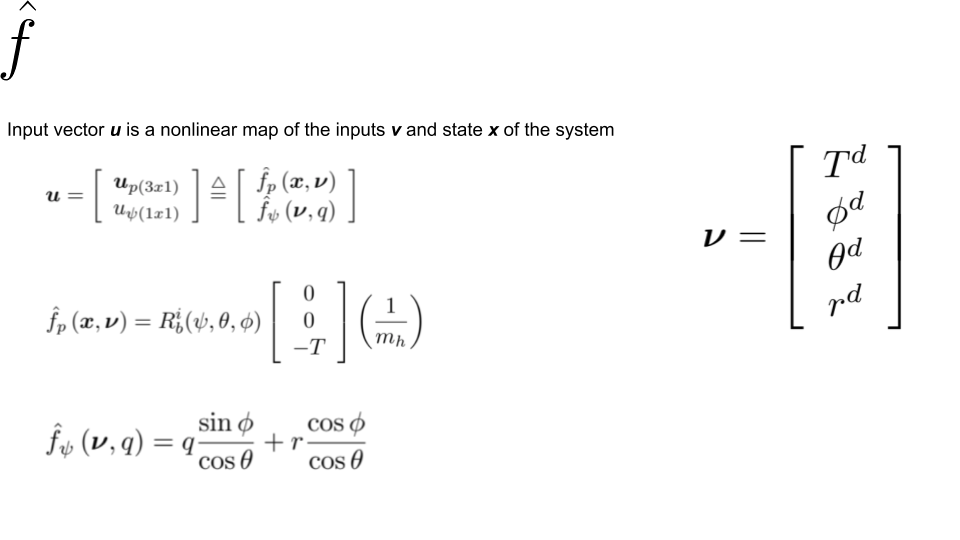 $\hat{f}$
Input vector u is a nonlinear map of the inputs v and state x of the system
$\boldsymbol{u} = \begin{bmatrix} \boldsymbol{u}_{p(3x1)} \\ u_{\psi(1x1)} \end{bmatrix} \triangleq \begin{bmatrix} \hat{f}_p(\boldsymbol{x}, \boldsymbol{\nu}) \\ \hat{f}_\psi(\boldsymbol{\nu}, q) \end{bmatrix}$
$\boldsymbol{\nu} = \begin{bmatrix} T^d \\ \phi^d \\ \theta^d \\ r^d \end{bmatrix}$
$\hat{f}_p(\boldsymbol{x}, \boldsymbol{\nu}) = R_b^i(\psi, \theta, \phi) \begin{bmatrix} 0 \\ 0 \\ -T \end{bmatrix} \left( \frac{1}{m_h} \right)$
$\hat{f}_\psi(\boldsymbol{\nu}, q) = q \frac{\sin \phi}{\cos \theta} + r \frac{\cos \phi}{\cos \theta}$